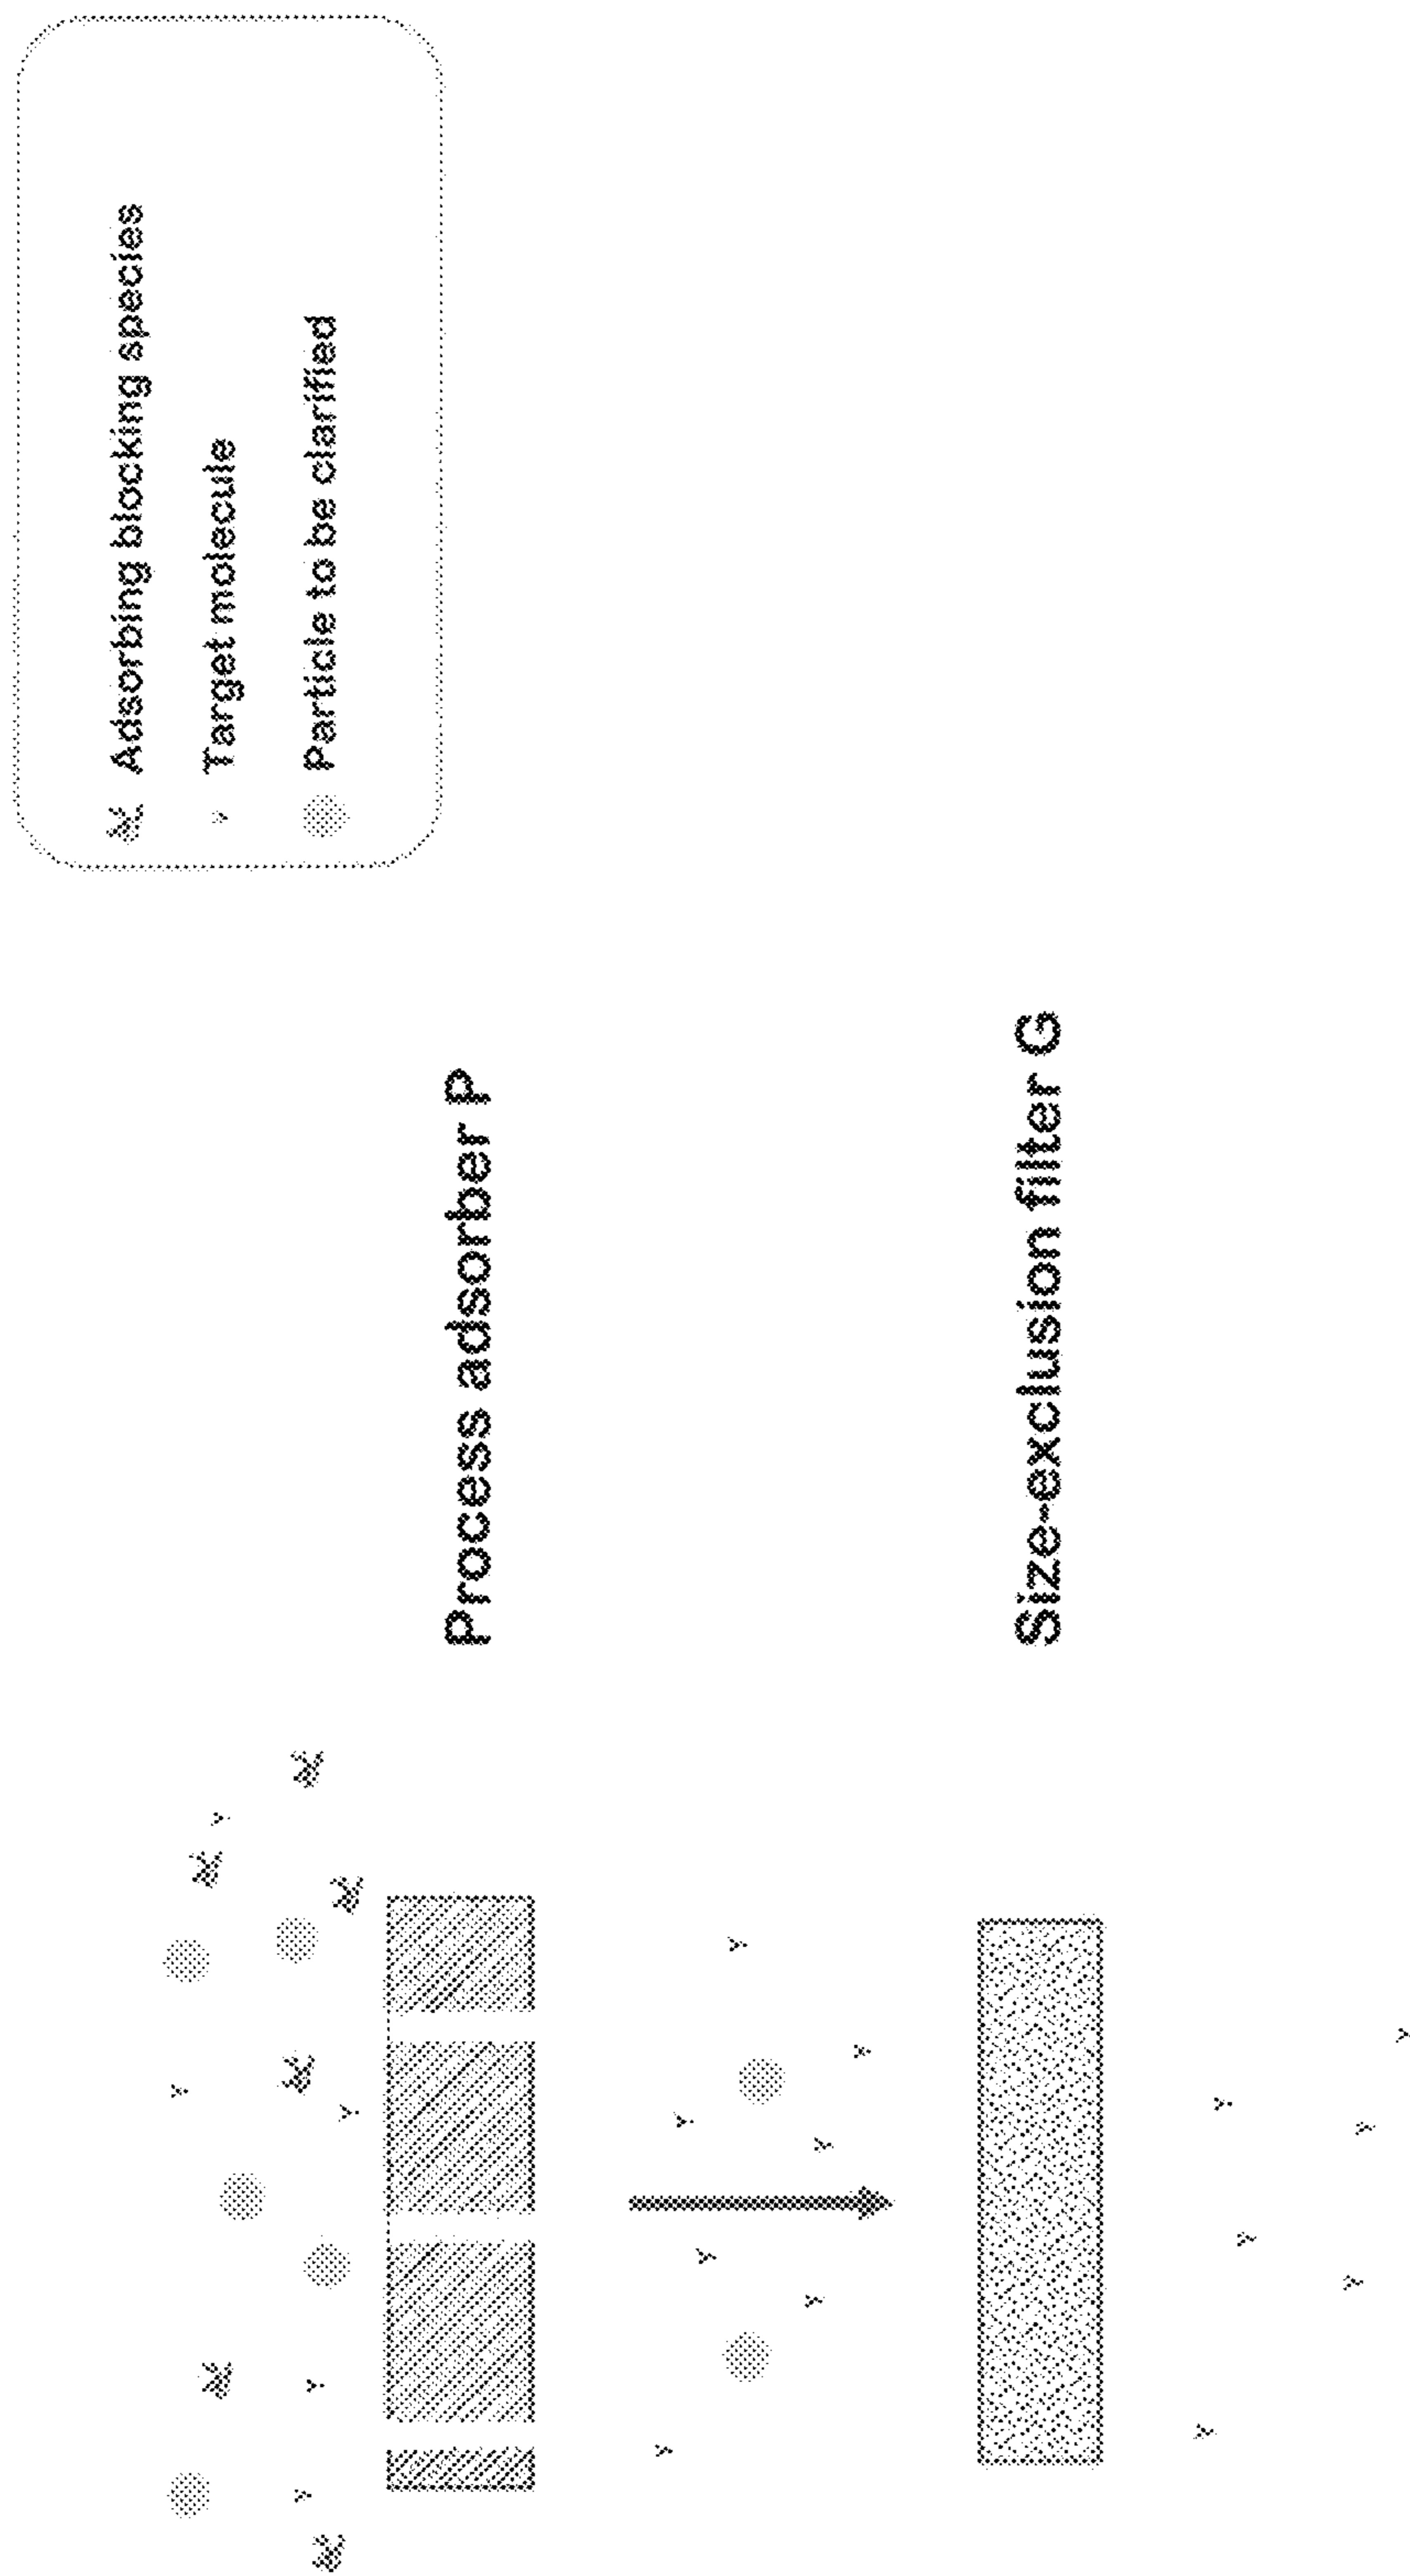 Adsorbing blocking species
Target molecule
Particle to be clarified
Process adsorber P
Size-exclusion filter G